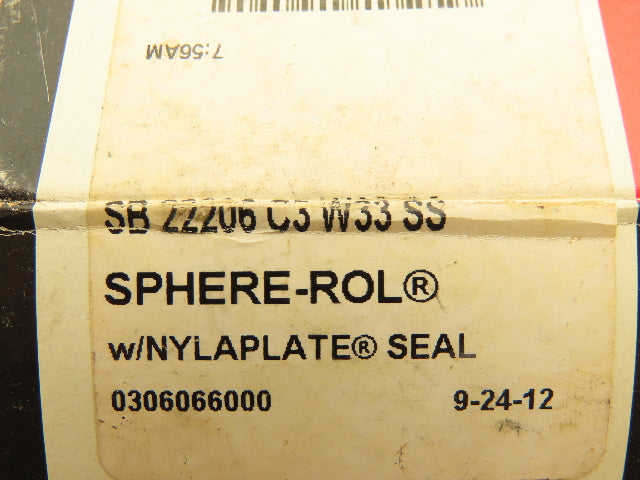 7:56AM
SB 22206 C3 W33 SS
SPHERE-ROL®
w/NYLAPLATE® SEAL
0306066000 9-24-12